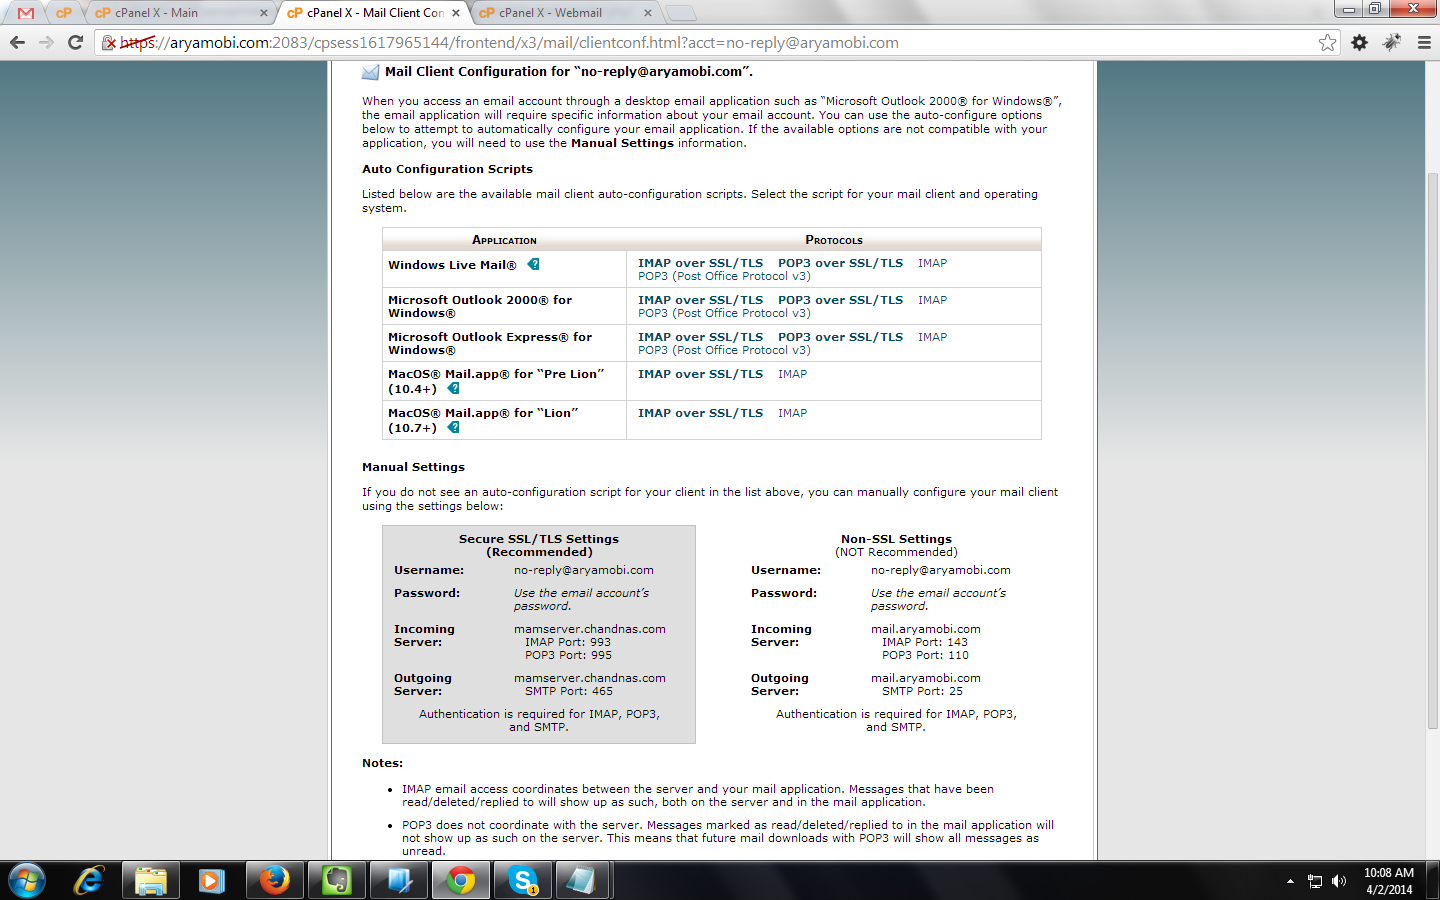 cPanel X - Main
cPanel X - Mail Client Con
cPanel X - Webmail
https://aryamobi.com:2083/cpsess1617965144/frontend/x3/mail/clientconf.html?acct=no-reply@aryamobi.com
Mail Client Configuration for “no-reply@aryamobi.com”.
When you access an email account through a desktop email application such as “Microsoft Outlook 2000® for Windows®”,
the email application will require specific information about your email account. You can use the auto-configure options
below to attempt to automatically configure your email application. If the available options are not compatible with your
application, you will need to use the Manual Settings information.
Auto Configuration Scripts
Listed below are the available mail client auto-configuration scripts. Select the script for your mail client and operating
system.
Application Protocols
Windows Live Mail® ? IMAP over SSL/TLS POP3 over SSL/TLS IMAP
POP3 (Post Office Protocol v3)
Microsoft Outlook 2000® for IMAP over SSL/TLS POP3 over SSL/TLS IMAP
Windows® POP3 (Post Office Protocol v3)
Microsoft Outlook Express® for IMAP over SSL/TLS POP3 over SSL/TLS IMAP
Windows® POP3 (Post Office Protocol v3)
MacOS® Mail.app® for “Pre Lion” IMAP over SSL/TLS IMAP
(10.4+) ?
MacOS® Mail.app® for “Lion” IMAP over SSL/TLS IMAP
(10.7+) ?
Manual Settings
If you do not see an auto-configuration script for your client in the list above, you can manually configure your mail client
using the settings below:
Secure SSL/TLS Settings
(Recommended)
Username: no-reply@aryamobi.com
Password: Use the email account’s
password.
Incoming mamserver.chandnas.com
Server: IMAP Port: 993
POP3 Port: 995
Outgoing mamserver.chandnas.com
Server: SMTP Port: 465
Authentication is required for IMAP, POP3,
and SMTP.
Non-SSL Settings
(NOT Recommended)
Username: no-reply@aryamobi.com
Password: Use the email account’s
password.
Incoming mail.aryamobi.com
Server: IMAP Port: 143
POP3 Port: 110
Outgoing mail.aryamobi.com
Server: SMTP Port: 25
Authentication is required for IMAP, POP3,
and SMTP.
Notes:
• IMAP email access coordinates between the server and your mail application. Messages that have been
read/deleted/replied to will show up as such, both on the server and in the mail application.
• POP3 does not coordinate with the server. Messages marked as read/deleted/replied to in the mail application will
not show up as such on the server. This means that future mail downloads with POP3 will show all messages as
unread.
10:08 AM
4/2/2014